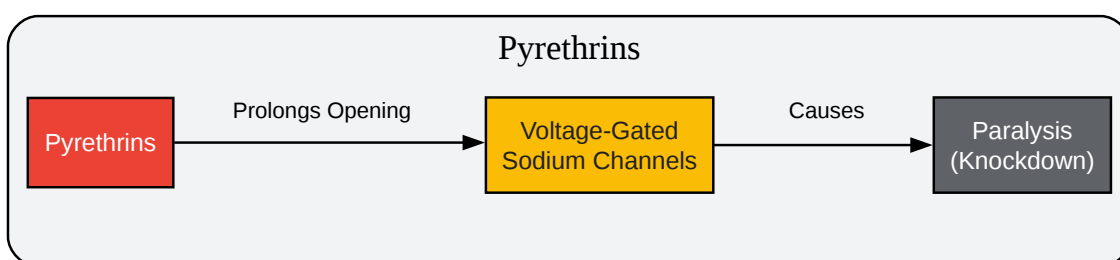 Pyrethrins
Prolongs Opening
Causes
Pyrethrins
Voltage-Gated
Sodium Channels
Paralysis
(Knockdown)